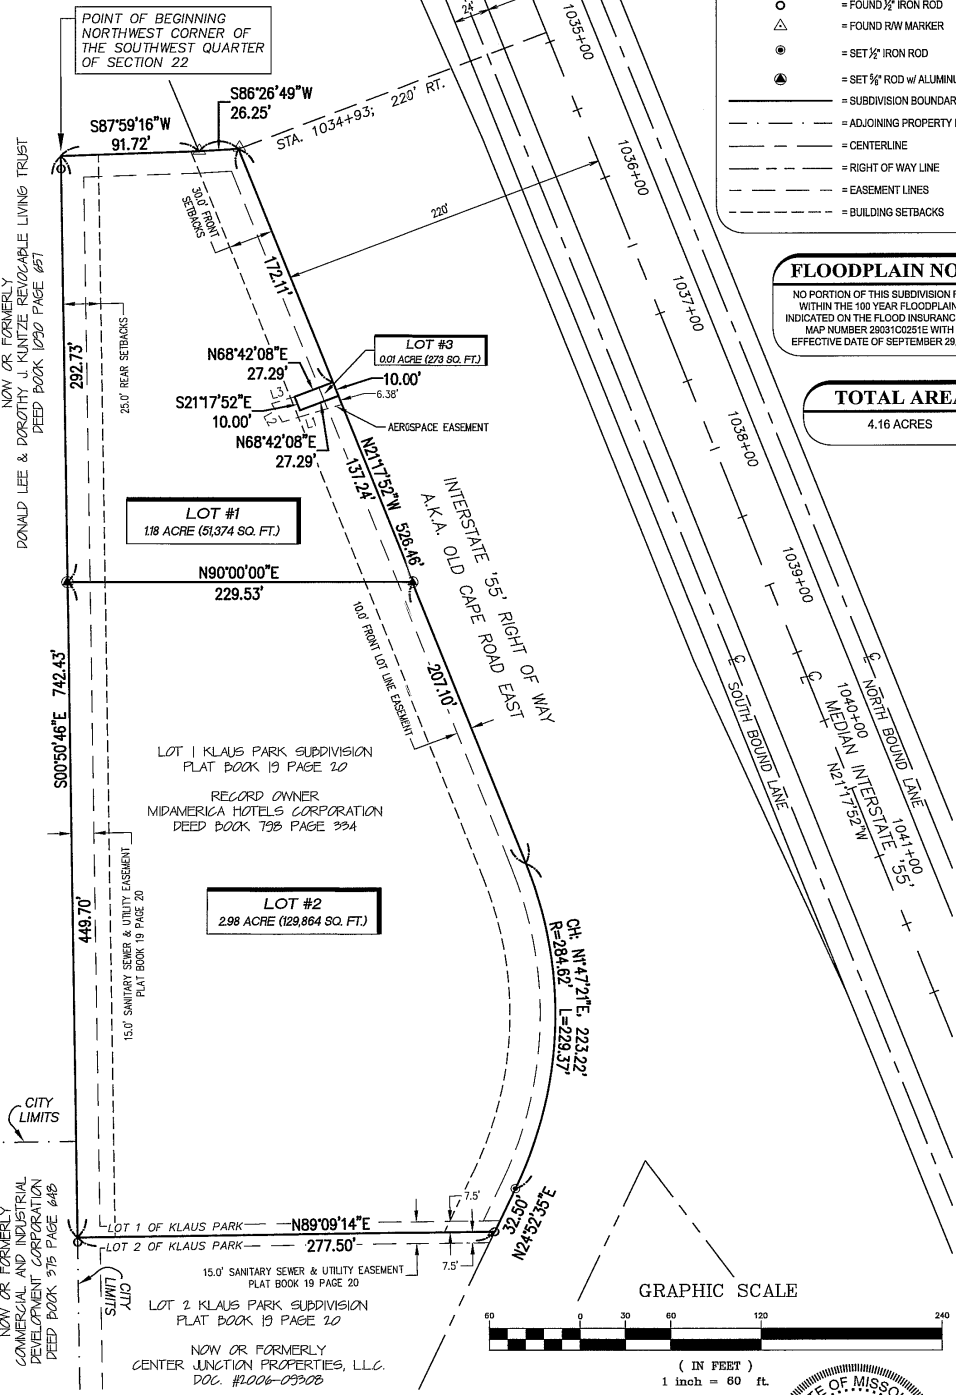 POINT OF BEGINNING
NORTHWEST CORNER OF
THE SOUTHWEST QUARTER
OF SECTION 22
S86°26'49"W
26.25'
S87°59'16"W
91.72'
STA. 1034+93; 220' RT.
24'
1035+00
1036+00
1037+00
1038+00
1039+00
1040+00
1041+00
= FOUND ½" IRON ROD
= FOUND R/W MARKER
= SET ½" IRON ROD
= SET ⅝" ROD w/ ALUMINU
= SUBDIVISION BOUNDAR
= ADJOINING PROPERTY
= CENTERLINE
= RIGHT OF WAY LINE
= EASEMENT LINES
= BUILDING SETBACKS
FLOODPLAIN NO
NO PORTION OF THIS SUBDIVISION
WITHIN THE 100 YEAR FLOODPLAIN
INDICATED ON THE FLOOD INSURANC
MAP NUMBER 29031C0251E WITH
EFFECTIVE DATE OF SEPTEMBER 29,
TOTAL AREA
4.16 ACRES
NOW OR FORMERLY
DONALD LEE & DOROTHY J. KUNTZE REVOCABLE LIVING TRUST
DEED BOOK 1090 PAGE 657
292.73'
25.0' REAR SETBACKS
30.0' FRONT
SETBACKS
220'
172.11'
LOT #3
0.01 ACRE (273 SQ. FT.)
N68°42'08"E
27.29'
10.00'
6.38'
S21°17'52"E
10.00'
L3
L2
L1
AEROSPACE EASEMENT
N68°42'08"E
27.29'
N21°17'52"W 526.46'
137.24'
INTERSTATE '55' RIGHT OF WAY
A.K.A. OLD CAPE ROAD EAST
LOT #1
1.18 ACRE (51,374 SQ. FT.)
N90°00'00"E
229.53'
10.0' FRONT LOT LINE EASEMENT
207.10'
S00°50'46"E 742.43'
LOT 1 KLAUS PARK SUBDIVISION
PLAT BOOK 19 PAGE 20
RECORD OWNER
MIDAMERICA HOTELS CORPORATION
DEED BOOK 798 PAGE 334
SOUTH BOUND LANE
MEDIAN INTERSTATE '55'
N21°17'52"W
NORTH BOUND LANE
449.70'
15.0' SANITARY SEWER & UTILITY EASEMENT
PLAT BOOK 19 PAGE 20
LOT #2
2.98 ACRE (129,864 SQ. FT.)
CH: N1°47'21"E, 223.22'
R=284.62' L=229.37'
CITY
LIMITS
NOW OR FORMERLY
COMMERCIAL AND INDUSTRIAL
DEVELOPMENT CORPORATION
DEED BOOK 375 PAGE 648
CITY
LIMITS
LOT 1 OF KLAUS PARK
LOT 2 OF KLAUS PARK
N89°09'14"E
277.50'
7.5'
7.5'
32.50'
N24°52'35"E
15.0' SANITARY SEWER & UTILITY EASEMENT
PLAT BOOK 19 PAGE 20
LOT 2 KLAUS PARK SUBDIVISION
PLAT BOOK 19 PAGE 20
NOW OR FORMERLY
CENTER JUNCTION PROPERTIES, L.L.C.
DOC. #2006-09308
GRAPHIC SCALE
60 0 30 60 120 240
( IN FEET )
1 inch = 60 ft.
OF MISSO